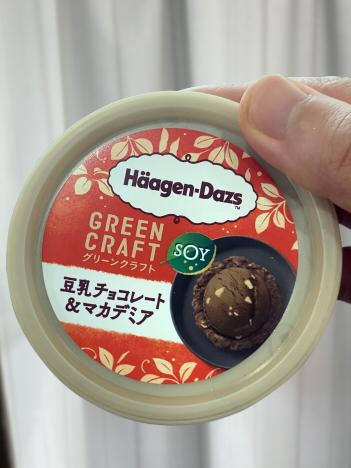 Häagen-Dazs™
GREEN
CRAFT
グリーンクラフト
SOY
豆乳チョコレート
&マカデミア